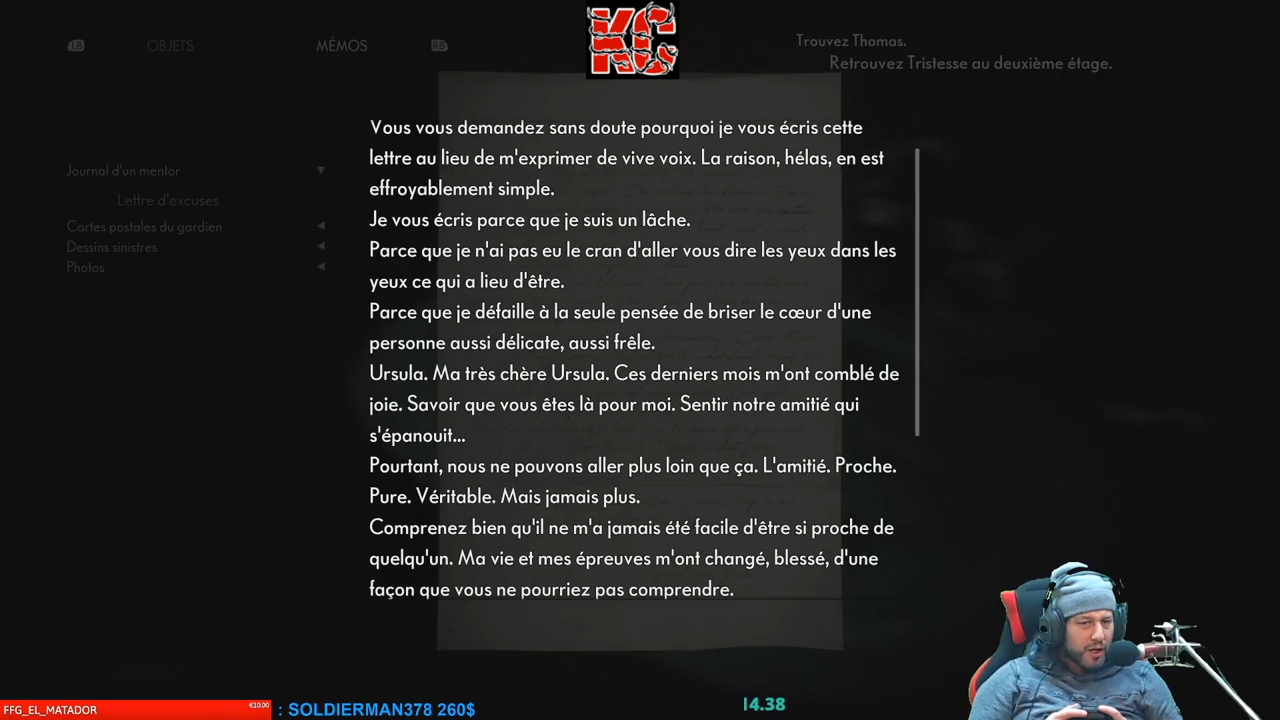 KC
LB
OBJETS
MÉMOS
RB
Trouvez Thomas.
Retrouvez Tristesse au deuxième étage.
Journal d'un mentor
Lettre d'excuses
Cartes postales du gardien
Dessins sinistres
Photos
Vous vous demandez sans doute pourquoi je vous écris cette
lettre au lieu de m'exprimer de vive voix. La raison, hélas, en est
effroyablement simple.
Je vous écris parce que je suis un lâche.
Parce que je n'ai pas eu le cran d'aller vous dire les yeux dans les
yeux ce qui a lieu d'être.
Parce que je défaille à la seule pensée de briser le cœur d'une
personne aussi délicate, aussi frêle.
Ursula. Ma très chère Ursula. Ces derniers mois m'ont comblé de
joie. Savoir que vous êtes là pour moi. Sentir notre amitié qui
s'épanouit...
Pourtant, nous ne pouvons aller plus loin que ça. L'amitié. Proche.
Pure. Véritable. Mais jamais plus.
Comprenez bien qu'il ne m'a jamais été facile d'être si proche de
quelqu'un. Ma vie et mes épreuves m'ont changé, blessé, d'une
façon que vous ne pourriez pas comprendre.
FFG_EL_MATADOR
€10.00
: SOLDIERMAN378 260$
14.38